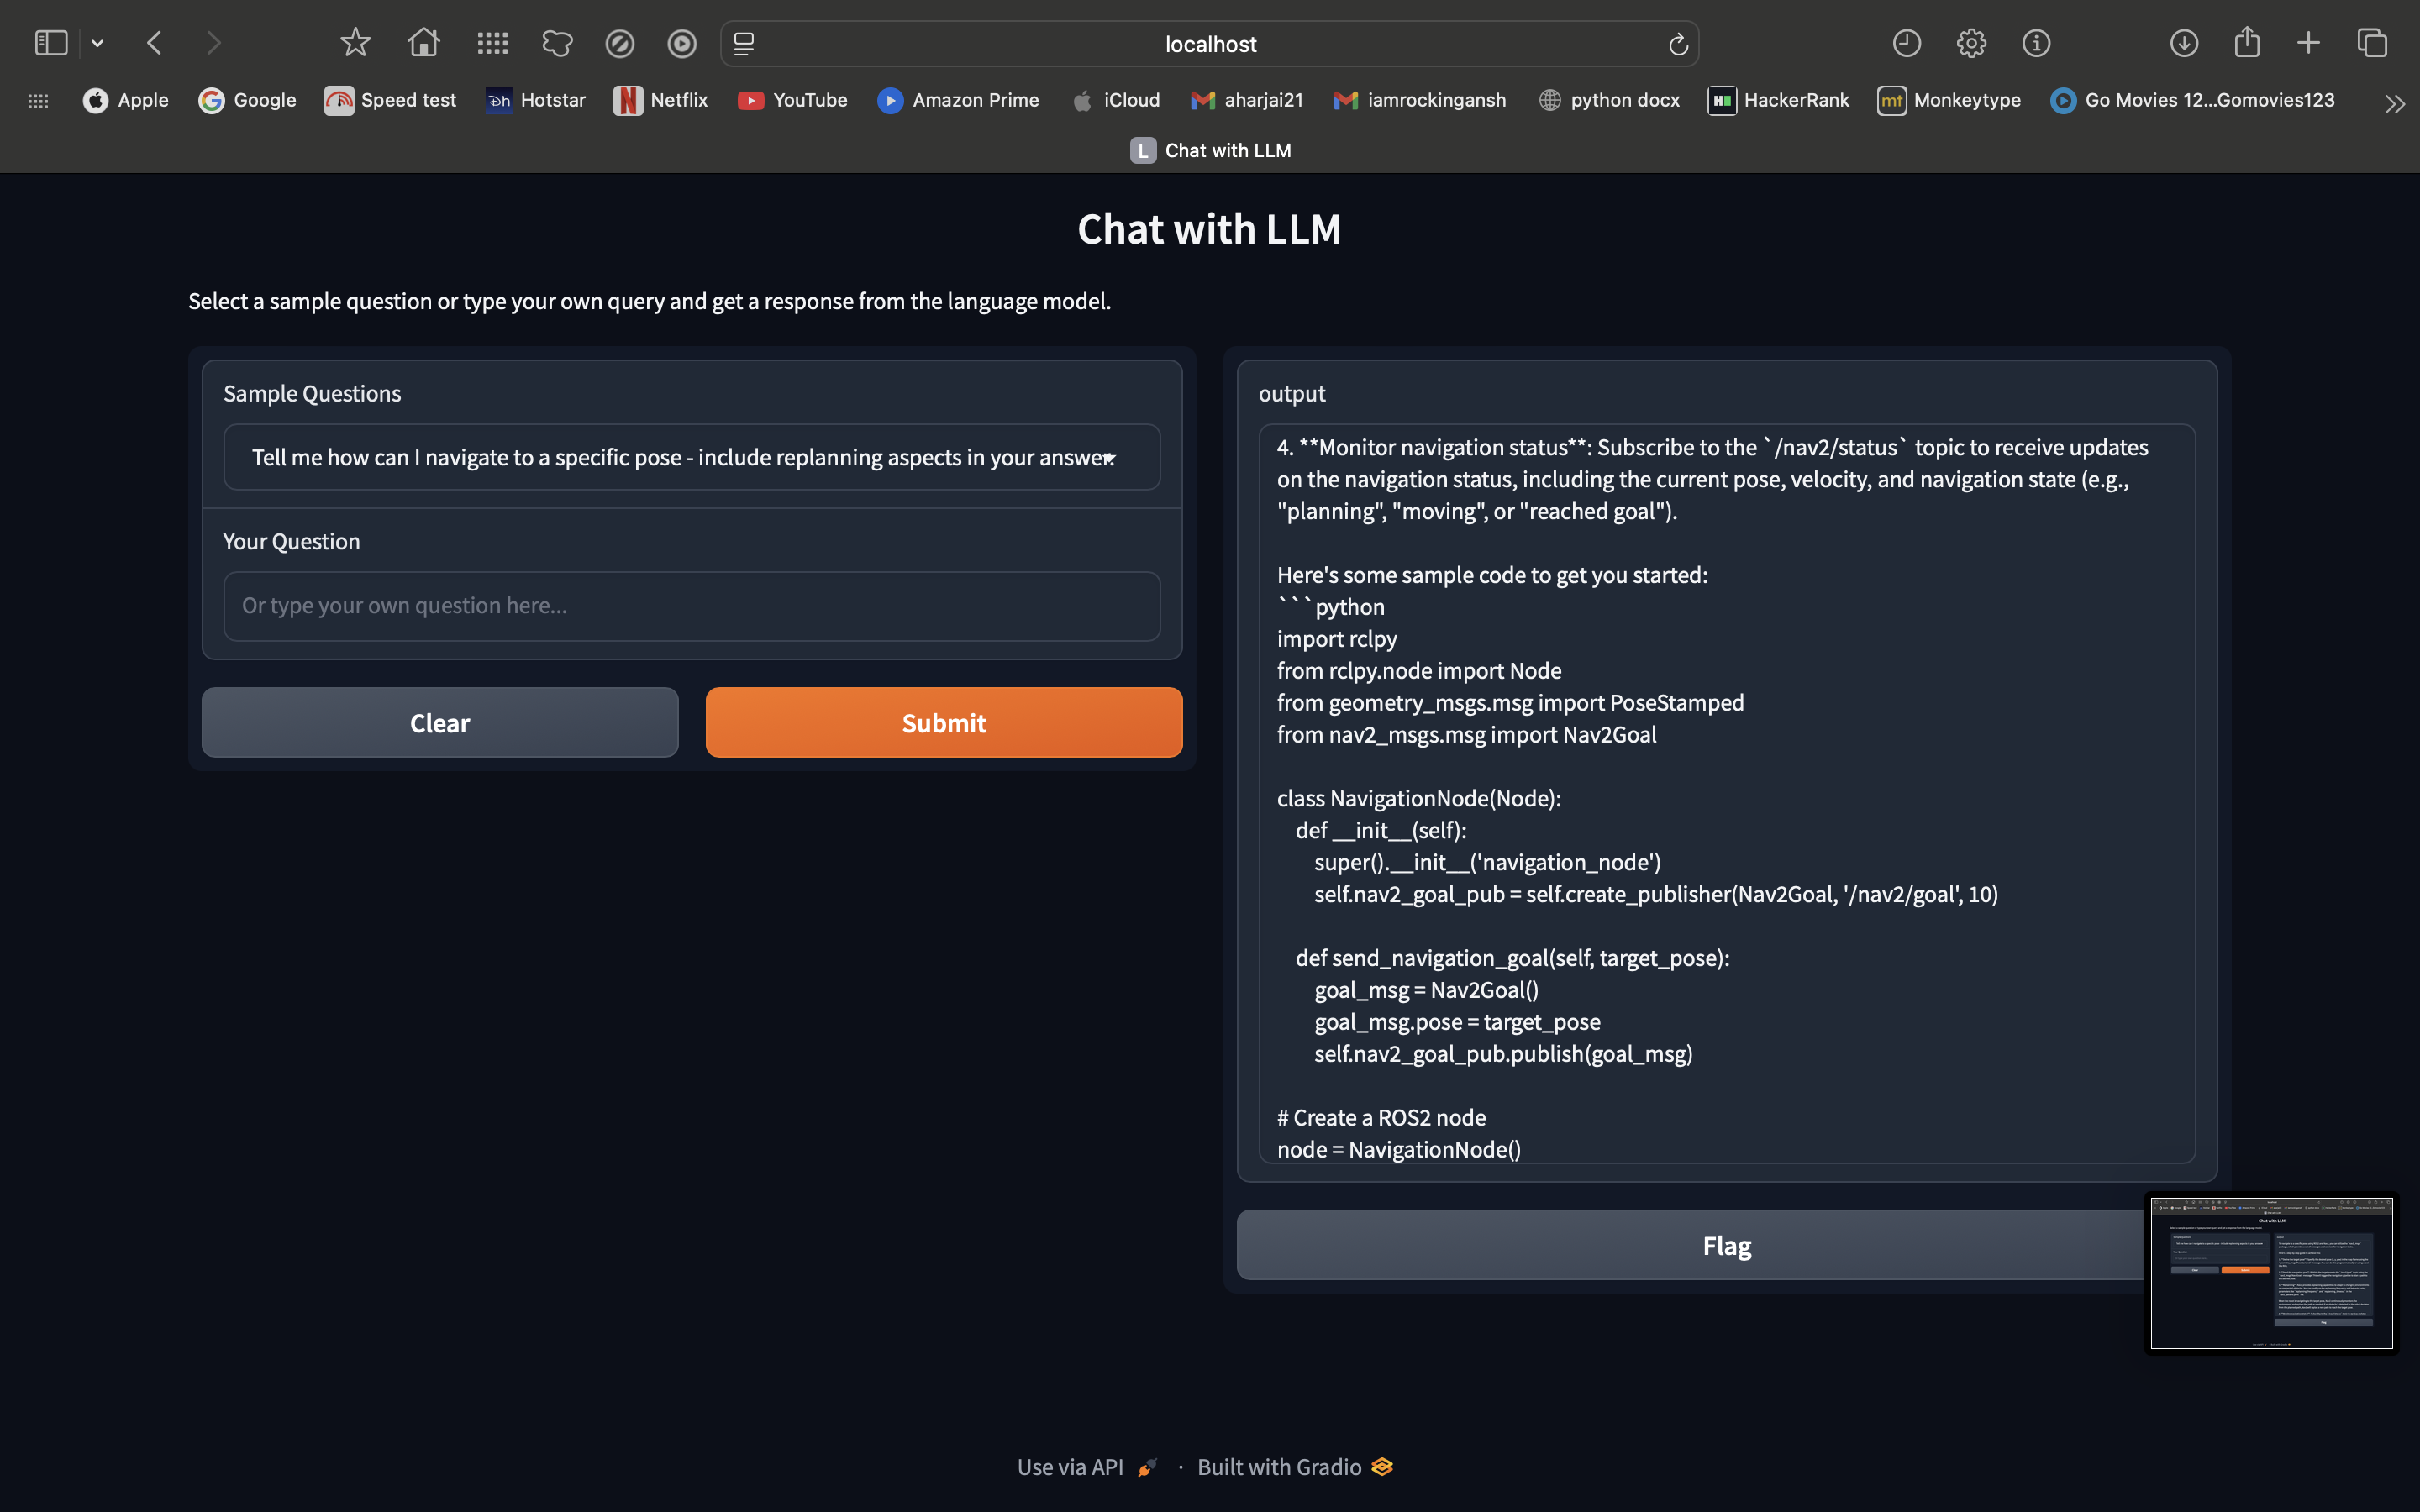 localhost
Apple
Google
Speed test
Hotstar
Netflix
YouTube
Amazon Prime
iCloud
aharjai21
iamrockingansh
python docx
HackerRank
Monkeytype
Go Movies 12...Gomovies123
L Chat with LLM
Chat with LLM
Select a sample question or type your own query and get a response from the language model.
Sample Questions
Tell me how can I navigate to a specific pose - include replanning aspects in your answer.
Your Question
Or type your own question here...
Clear
Submit
output
4. **Monitor navigation status**: Subscribe to the `/nav2/status` topic to receive updates
on the navigation status, including the current pose, velocity, and navigation state (e.g.,
"planning", "moving", or "reached goal").
Here's some sample code to get you started:
```python
import rclpy
from rclpy.node import Node
from geometry_msgs.msg import PoseStamped
from nav2_msgs.msg import Nav2Goal
class NavigationNode(Node):
def __init__(self):
super().__init__('navigation_node')
self.nav2_goal_pub = self.create_publisher(Nav2Goal, '/nav2/goal', 10)
def send_navigation_goal(self, target_pose):
goal_msg = Nav2Goal()
goal_msg.pose = target_pose
self.nav2_goal_pub.publish(goal_msg)
# Create a ROS2 node
node = NavigationNode()
Flag
Use via API · Built with Gradio